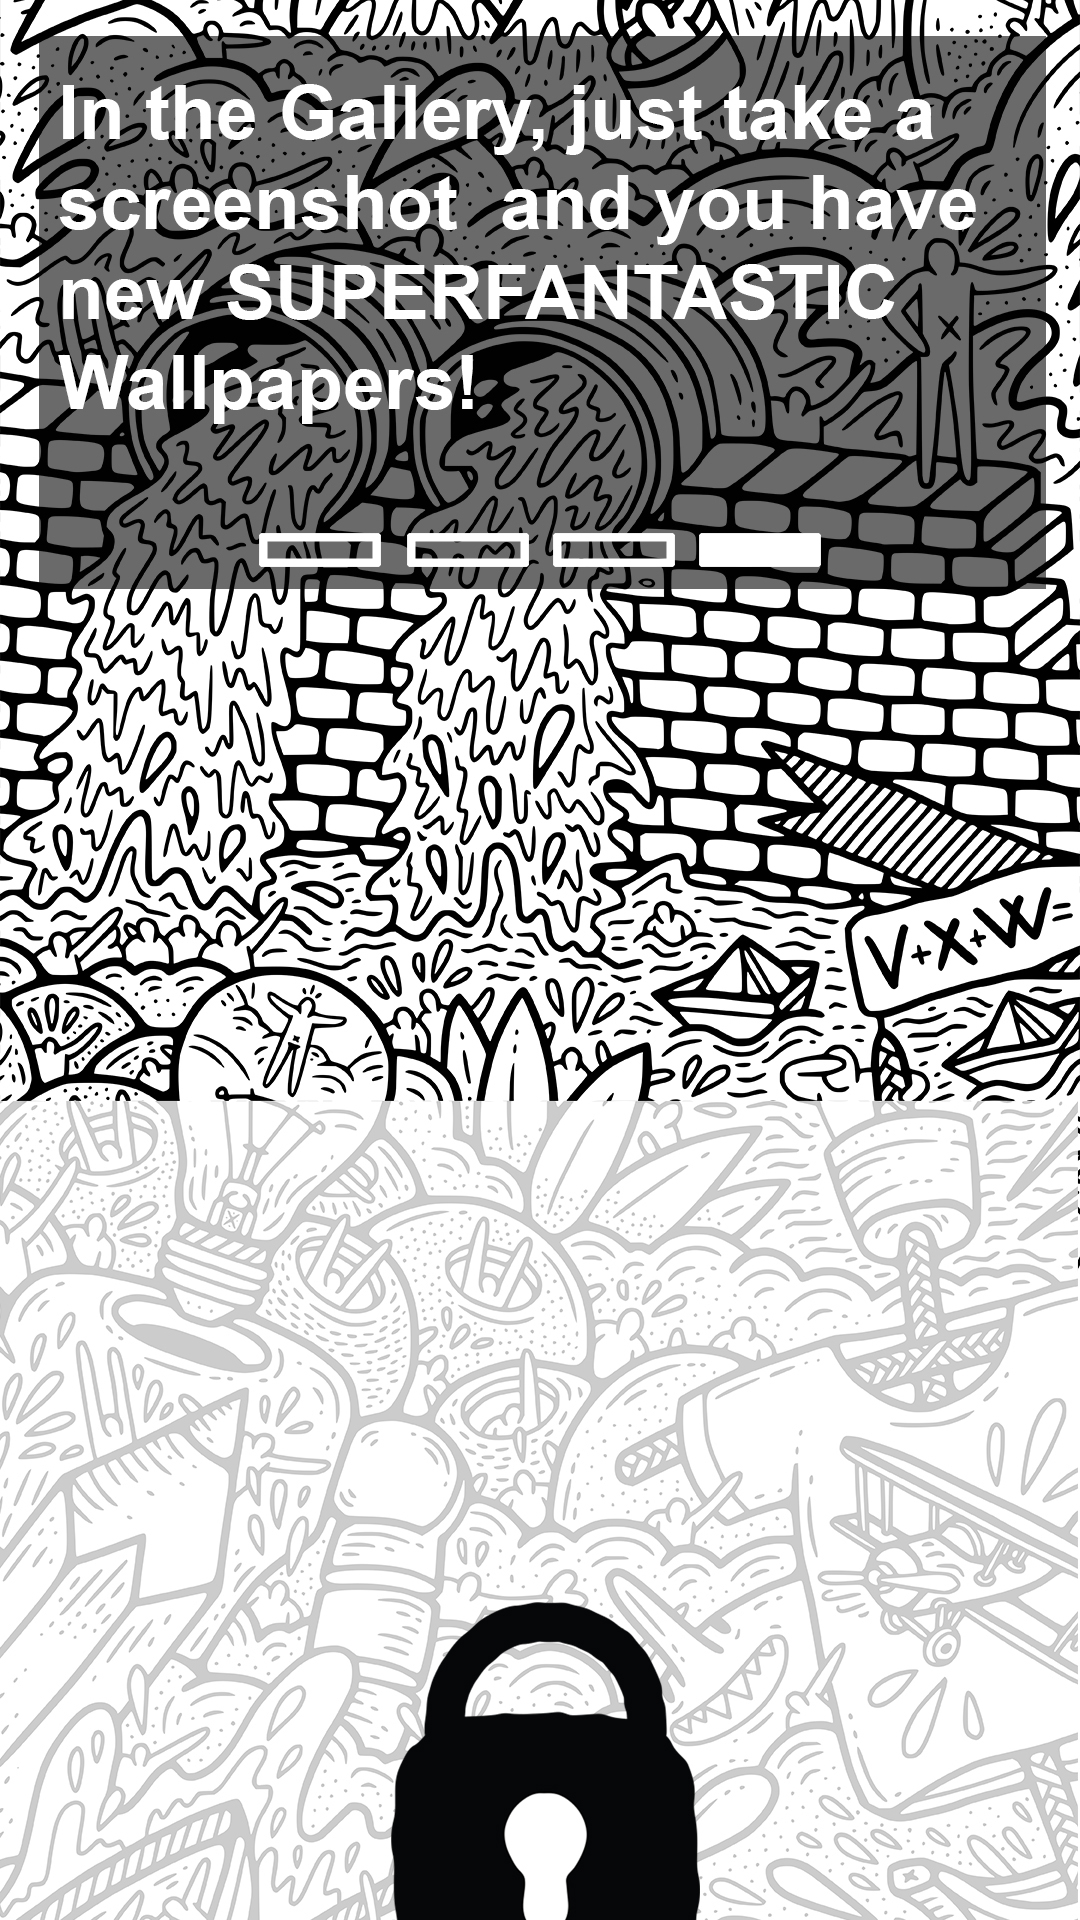 In the Gallery, just take a
screenshot and you have
new SUPERFANTASTIC
Wallpapers!
V+X+W